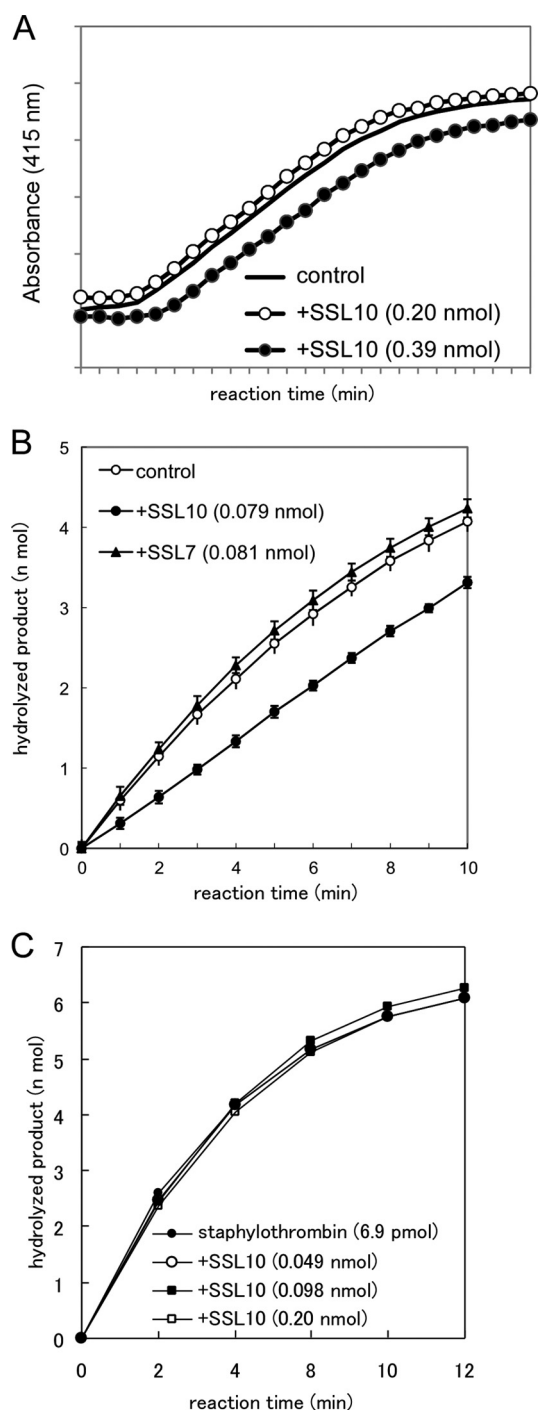 A
Absorbance (415 nm)
control
+SSL10 (0.20 nmol)
+SSL10 (0.39 nmol)
reaction time (min)
B
5
4
3
2
1
0
hydrolyzed product (n mol)
control
+SSL10 (0.079 nmol)
+SSL7 (0.081 nmol)
0 2 4 6 8 10
reaction time (min)
C
7
6
5
4
3
2
1
0
hydrolyzed product (n mol)
staphylothrombin (6.9 pmol)
+SSL10 (0.049 nmol)
+SSL10 (0.098 nmol)
+SSL10 (0.20 nmol)
0 2 4 8 10 12
reaction time (min)